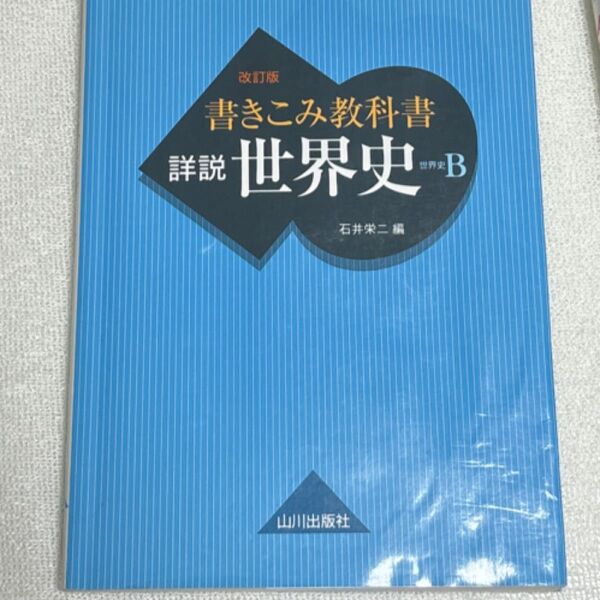 改訂版
書きこみ教科書
詳説 世界史 世界史B
石井栄二 編
山川出版社